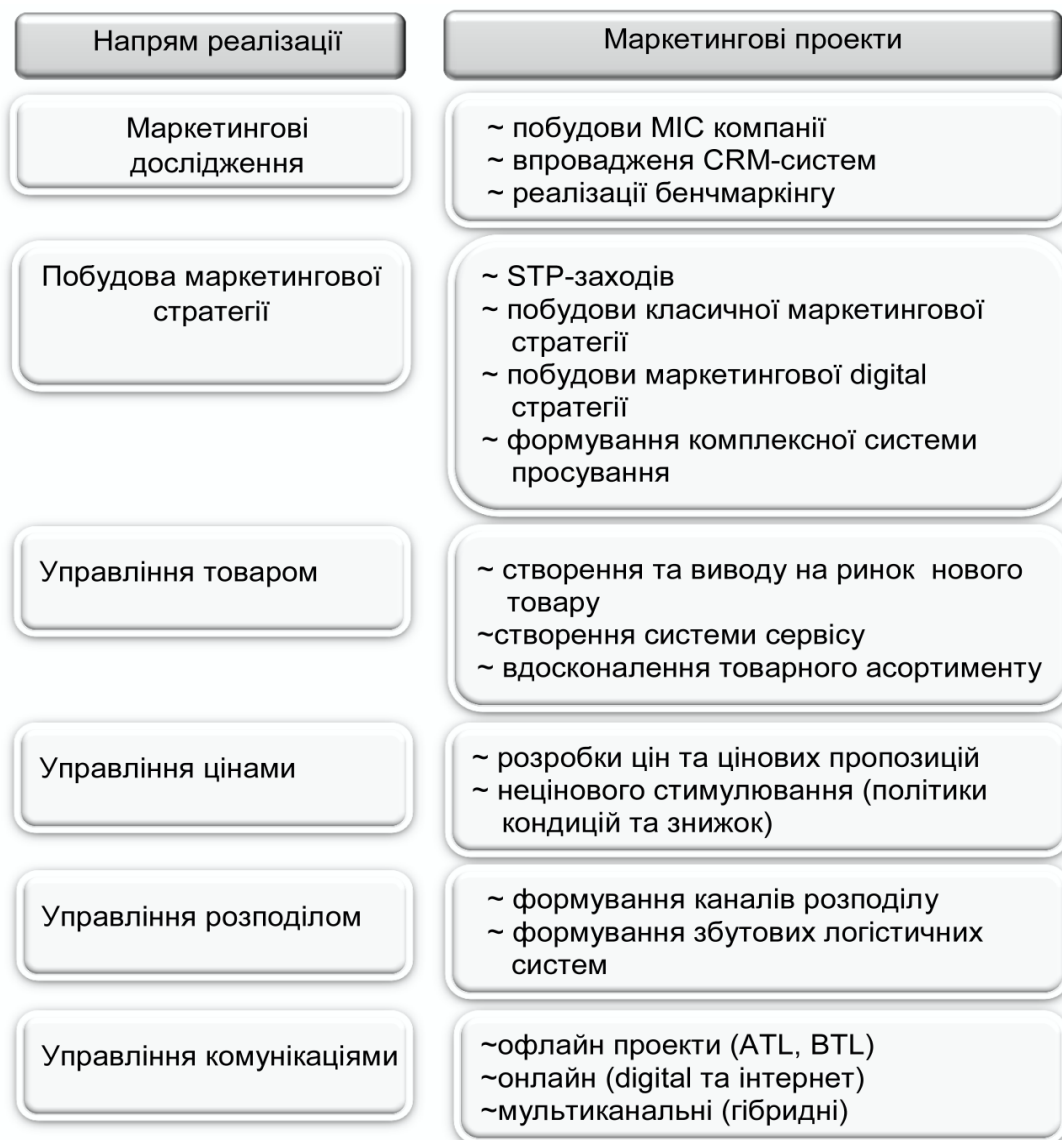 Напрям реалізації
Маркетингові проекти
Маркетингові
дослідження
~ побудови МІС компанії
~ впровадженя CRM-систем
~ реалізації бенчмаркінгу
Побудова маркетингової
стратегії
~ STP-заходів
~ побудови класичної маркетингової
стратегії
~ побудови маркетингової digital
стратегії
~ формування комплексної системи
просування
Управління товаром
~ створення та виводу на ринок  нового
товару
~створення системи сервісу
~ вдосконалення товарного асортименту
Управління цінами
~ розробки цін та цінових пропозицій
~ нецінового стимулювання (політики
кондицій та знижок)
Управління розподілом
~ формування каналів розподілу
~ формування збутових логістичних
систем
Управління комунікаціями
~офлайн проекти (ATL, BTL)
~онлайн (digital та інтернет)
~мультиканальні (гібридні)